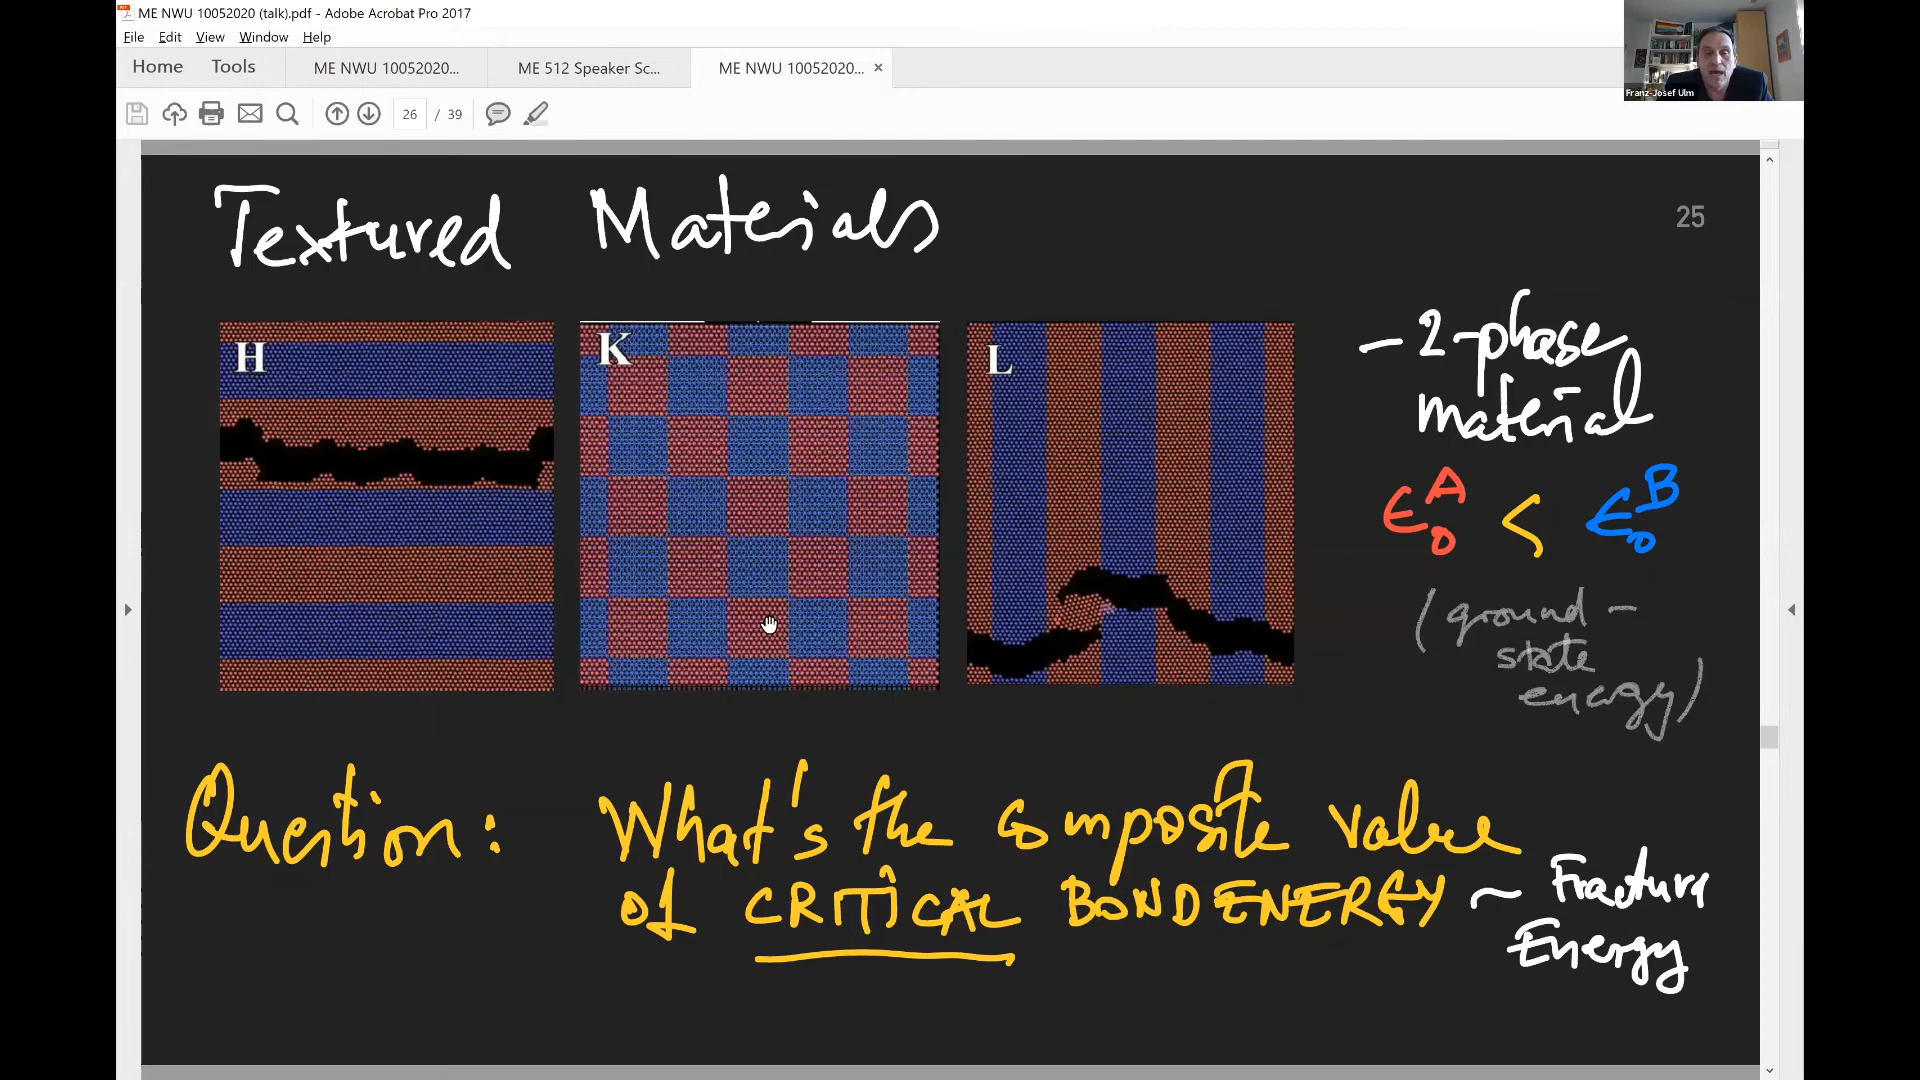 ME NWU 10052020 (talk).pdf - Adobe Acrobat Pro 2017
File Edit View Window Help
Home Tools ME NWU 10052020... ME 512 Speaker Sc... ME NWU 10052020... ×
26 / 39
Franz-Josef Ulm
Textured Materials
25
H
K
L
- 2-phase
material
ϵ₀ᴬ < ϵ₀ᴮ
(ground-
state
energy)
Question: What's the composite value
of CRITICAL BOND ENERGY ~ Fracture
Energy